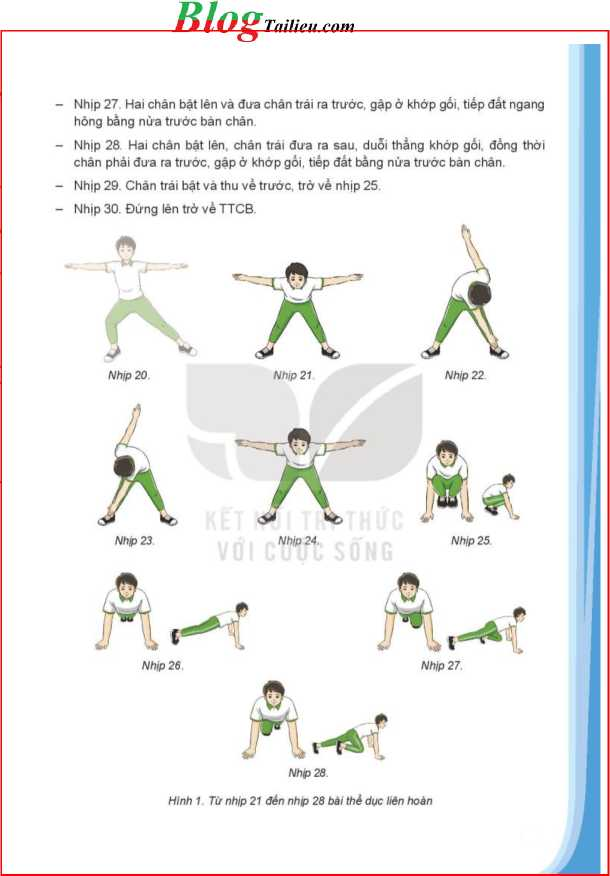 Blog Tailieu.com
– Nhịp 27. Hai chân bật lên và đưa chân trái ra trước, gập ở khớp gối, tiếp đất ngang
hông bằng nửa trước bàn chân.
– Nhịp 28. Hai chân bật lên, chân trái đưa ra sau, duỗi thẳng khớp gối, đồng thời
chân phải đưa ra trước, gập ở khớp gối, tiếp đất bằng nửa trước bàn chân.
– Nhịp 29. Chân trái bật và thu về trước, trở về nhịp 25.
– Nhịp 30. Đứng lên trở về TTCB.
Nhịp 20.
Nhịp 21.
Nhịp 22.
Nhịp 23.
Nhịp 24.
Nhịp 25.
KẾT NỐI TRI THỨC
VỚI CUỘC SỐNG
Nhịp 26.
Nhịp 27.
Nhịp 28.
Hình 1. Từ nhịp 21 đến nhịp 28 bài thể dục liên hoàn